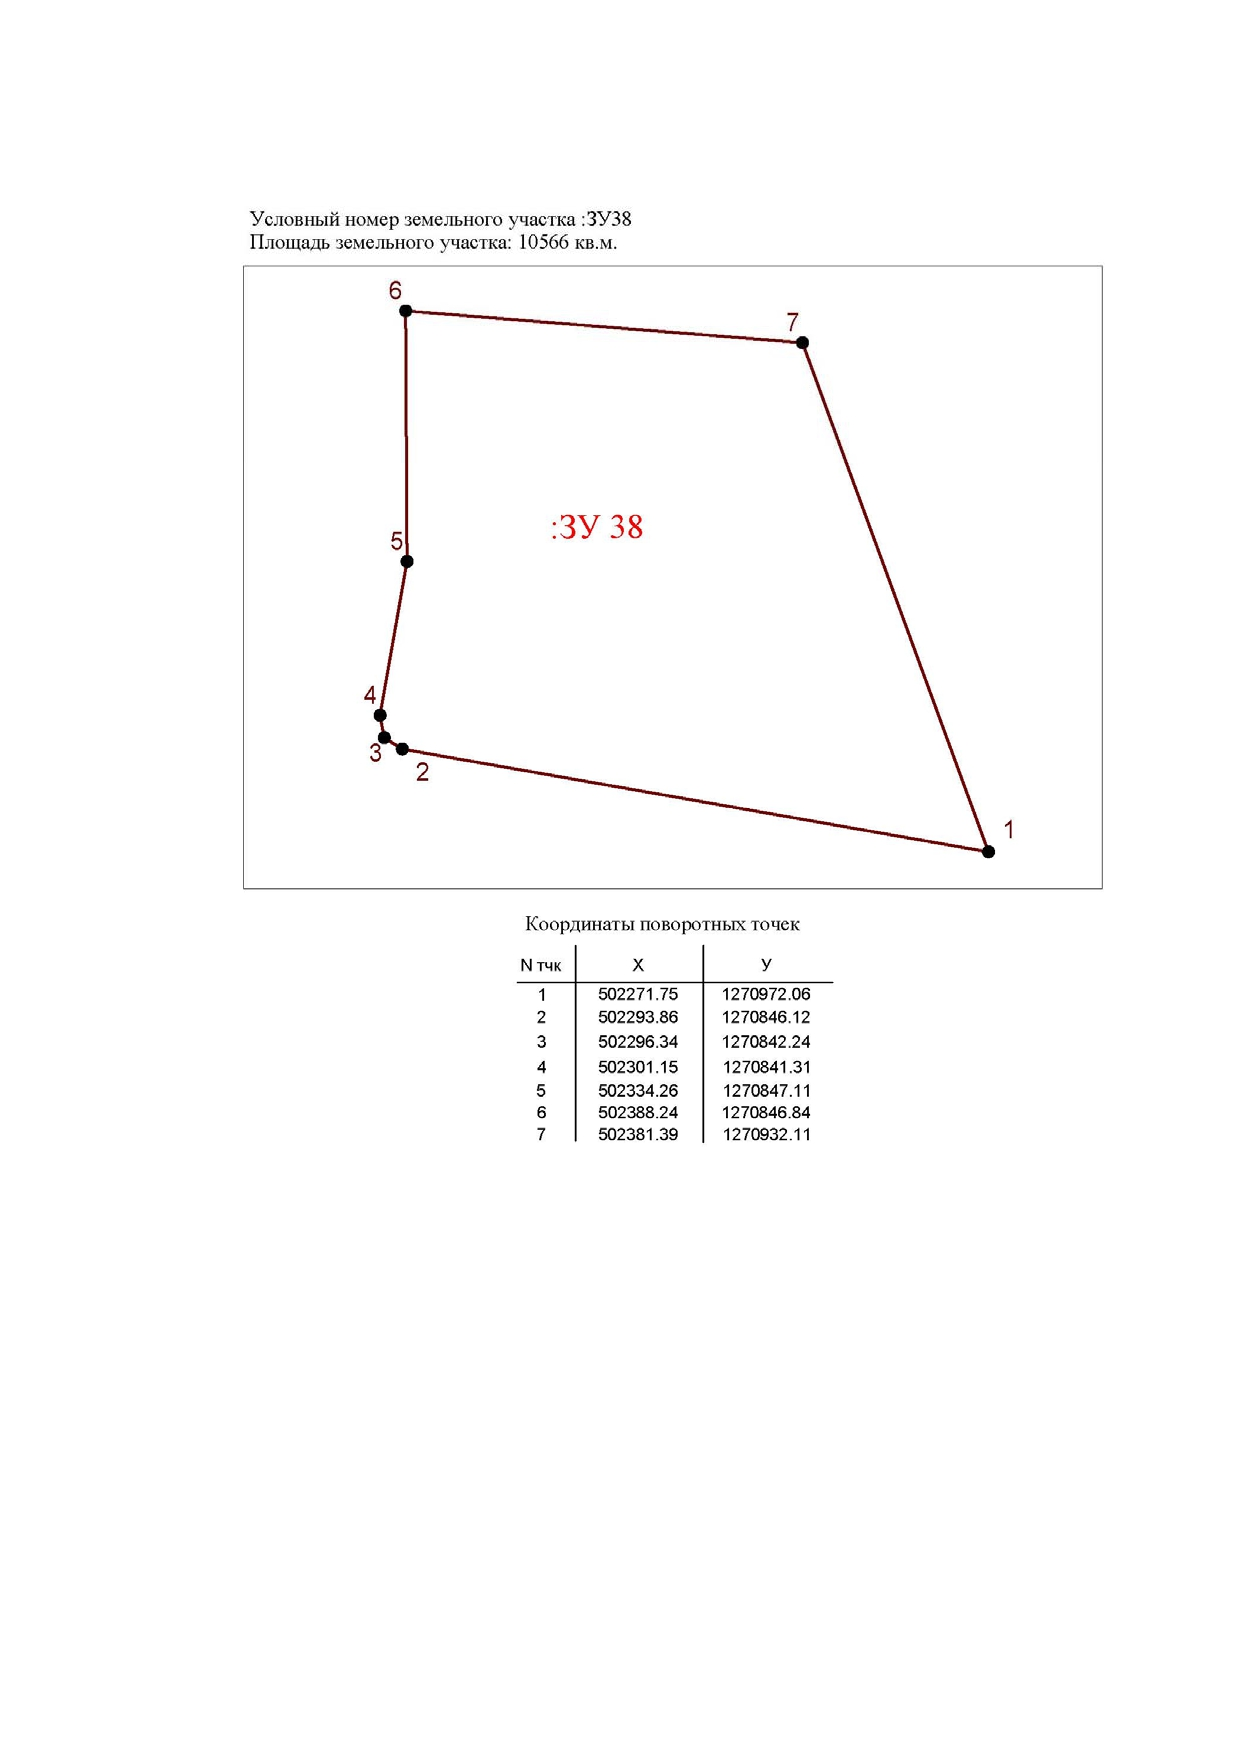 Условный номер земельного участка :ЗУ38
Площадь земельного участка: 10566 кв.м.
6
7
:ЗУ 38
5
4
3
2
1
Координаты поворотных точек
N тчк X У
1 502271.75 1270972.06
2 502293.86 1270846.12
3 502296.34 1270842.24
4 502301.15 1270841.31
5 502334.26 1270847.11
6 502388.24 1270846.84
7 502381.39 1270932.11